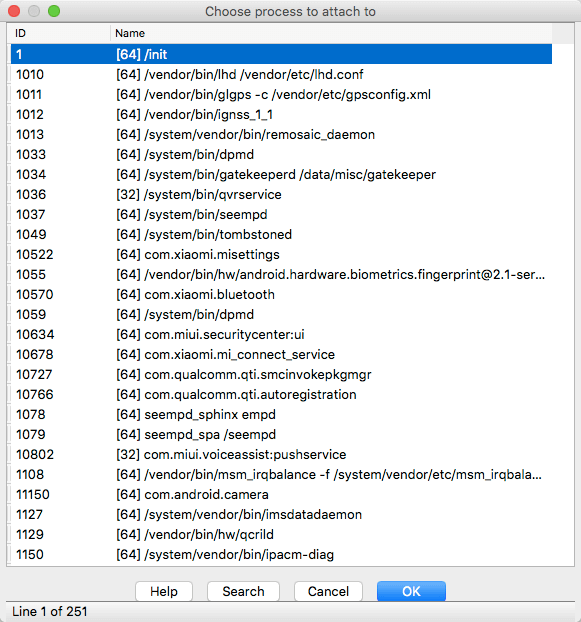 Choose process to attach to
ID Name
1 [64] /init
1010 [64] /vendor/bin/lhd /vendor/etc/lhd.conf
1011 [64] /vendor/bin/glgps -c /vendor/etc/gpsconfig.xml
1012 [64] /vendor/bin/ignss_1_1
1013 [64] /system/vendor/bin/remosaic_daemon
1033 [64] /system/bin/dpmd
1034 [64] /system/bin/gatekeeperd /data/misc/gatekeeper
1036 [32] /system/bin/qvrservice
1037 [64] /system/bin/seempd
1049 [64] /system/bin/tombstoned
10522 [64] com.xiaomi.misettings
1055 [64] /vendor/bin/hw/android.hardware.biometrics.fingerprint@2.1-ser...
10570 [64] com.xiaomi.bluetooth
1059 [64] /system/bin/dpmd
10634 [64] com.miui.securitycenter:ui
10678 [64] com.xiaomi.mi_connect_service
10727 [64] com.qualcomm.qti.smcinvokepkgmgr
10766 [64] com.qualcomm.qti.autoregistration
1078 [64] seempd_sphinx empd
1079 [64] seempd_spa /seempd
10802 [32] com.miui.voiceassist:pushservice
1108 [64] /vendor/bin/msm_irqbalance -f /system/vendor/etc/msm_irqbala...
11150 [64] com.android.camera
1127 [64] /system/vendor/bin/imsdatadaemon
1129 [64] /vendor/bin/hw/qcrild
1150 [64] /system/vendor/bin/ipacm-diag
Help Search Cancel OK
Line 1 of 251